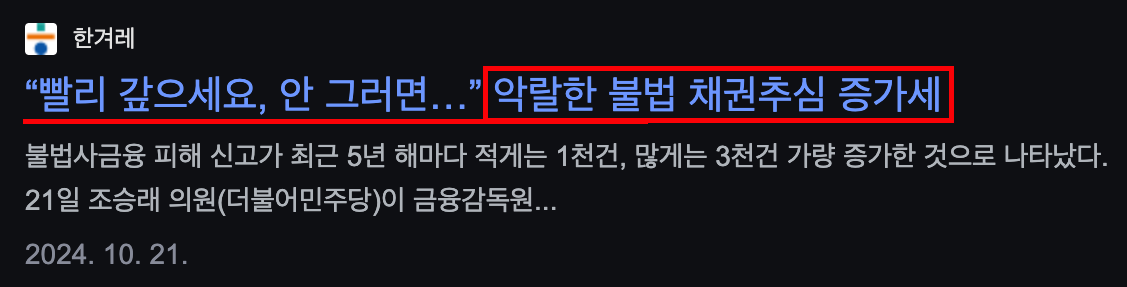 한겨레
“빨리 갚으세요, 안 그러면…” 악랄한 불법 채권추심 증가세
불법사금융 피해 신고가 최근 5년 해마다 적게는 1천건, 많게는 3천건 가량 증가한 것으로 나타났다.
21일 조승래 의원(더불어민주당)이 금융감독원...
2024. 10. 21.